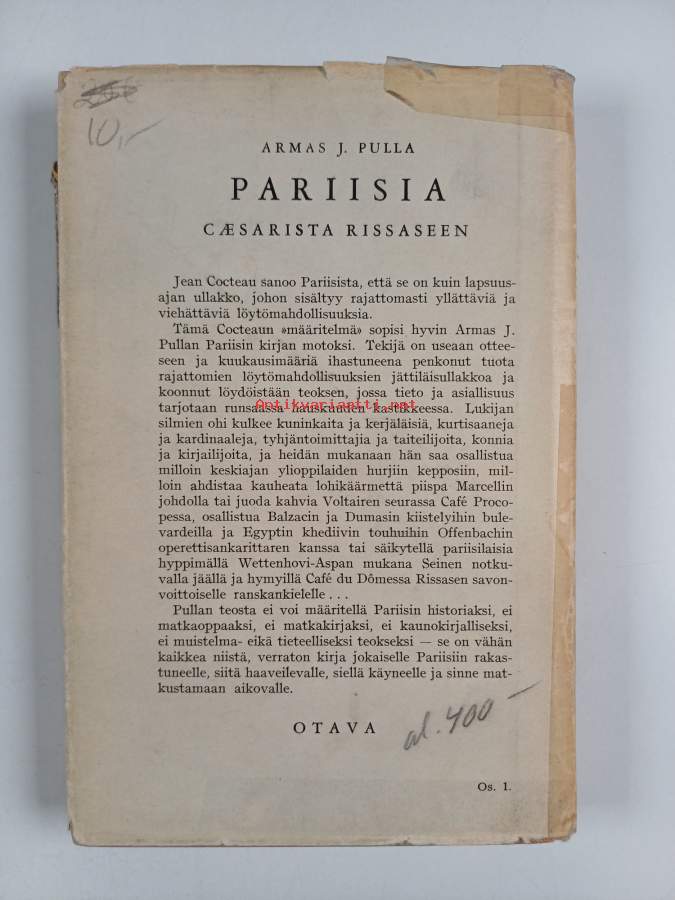 10,-
ARMAS J. PULLA
PARIISIA
CÆSARISTA RISSASEEN
Jean Cocteau sanoo Pariisista, että se on kuin lapsuus-
ajan ullakko, johon sisältyy rajattomasti yllättäviä ja
viehättäviä löytömahdollisuuksia.
Tämä Cocteaun »määritelmä» sopisi hyvin Armas J.
Pullan Pariisin kirjan motoksi. Tekijä on useaan ottee-
seen ja kuukausimääriä ihastuneena penkonut tuota
rajattomien löytömahdollisuuksien jättiläisullakkoa ja
koonnut löydöistään teoksen, jossa tieto ja asiallisuus
tarjotaan runsaassa hauskuuden kastikkeessa. Lukijan
Antikvariaatti.net
silmien ohi kulkee kuninkaita ja kerjäläisiä, kurtisaaneja
ja kardinaaleja, tyhjäntoimittajia ja taiteilijoita, konnia
ja kirjailijoita, ja heidän mukanaan hän saa osallistua
milloin keskiajan ylioppilaiden hurjiin kepposiin, mil-
loin ahdistaa kauheata lohikäärmettä piispa Marcellin
johdolla tai juoda kahvia Voltairen seurassa Café Proco-
pessa, osallistua Balzacin ja Dumasin kiistelyihin bule-
vardeilla ja Egyptin khediivin touhuihin Offenbachin
operettisankarittaren kanssa tai säikytellä pariisilaisia
hyppimällä Wettenhovi-Aspan mukana Seinen notku-
valla jäällä ja hymyillä Café du Dômessa Rissasen savon-
voittoiselle ranskankielelle . . .
Pullan teosta ei voi määritellä Pariisin historiaksi, ei
matkaoppaaksi, ei matkakirjaksi, ei kaunokirjalliseksi,
ei muistelma- eikä tieteelliseksi teokseksi — se on vähän
kaikkea niistä, verraton kirja jokaiselle Pariisiin rakas-
tuneelle, siitä haaveilevalle, siellä käyneelle ja sinne mat-
kustamaan aikovalle.
OTAVA
al. 400 -
Os. 1.